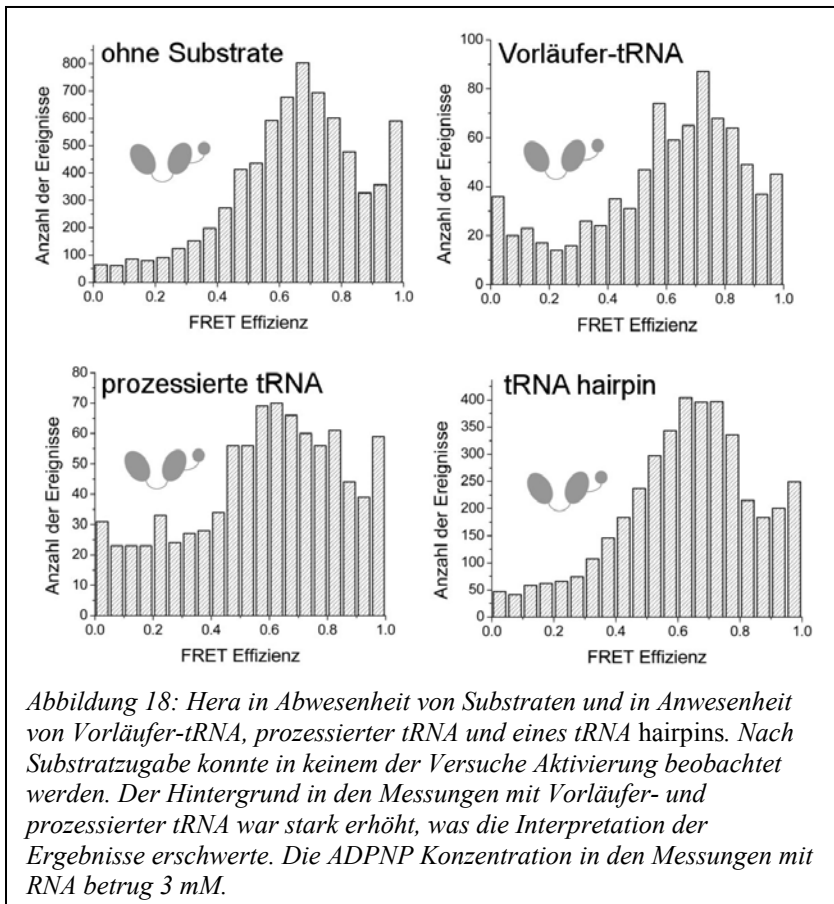 ohne Substrate
Anzahl der Ereignisse
800
700
600
500
400
300
200
100
0
0.0 0.2 0.4 0.6 0.8 1.0
FRET Effizienz
Vorläufer-tRNA
Anzahl der Ereignisse
100
80
60
40
20
0
0.0 0.2 0.4 0.6 0.8 1.0
FRET Effizienz
prozessierte tRNA
Anzahl der Ereignisse
80
70
60
50
40
30
20
10
0
0.0 0.2 0.4 0.6 0.8 1.0
FRET Effizienz
tRNA hairpin
Anzahl der Ereignisse
400
350
300
250
200
150
100
50
0
0.0 0.2 0.4 0.6 0.8 1.0
FRET Effizienz
Abbildung 18: Hera in Abwesenheit von Substraten und in Anwesenheit
von Vorläufer-tRNA, prozessierter tRNA und eines tRNA hairpins. Nach
Substratzugabe konnte in keinem der Versuche Aktivierung beobachtet
werden. Der Hintergrund in den Messungen mit Vorläufer- und
prozessierter tRNA war stark erhöht, was die Interpretation der
Ergebnisse erschwerte. Die ADPNP Konzentration in den Messungen mit
RNA betrug 3 mM.